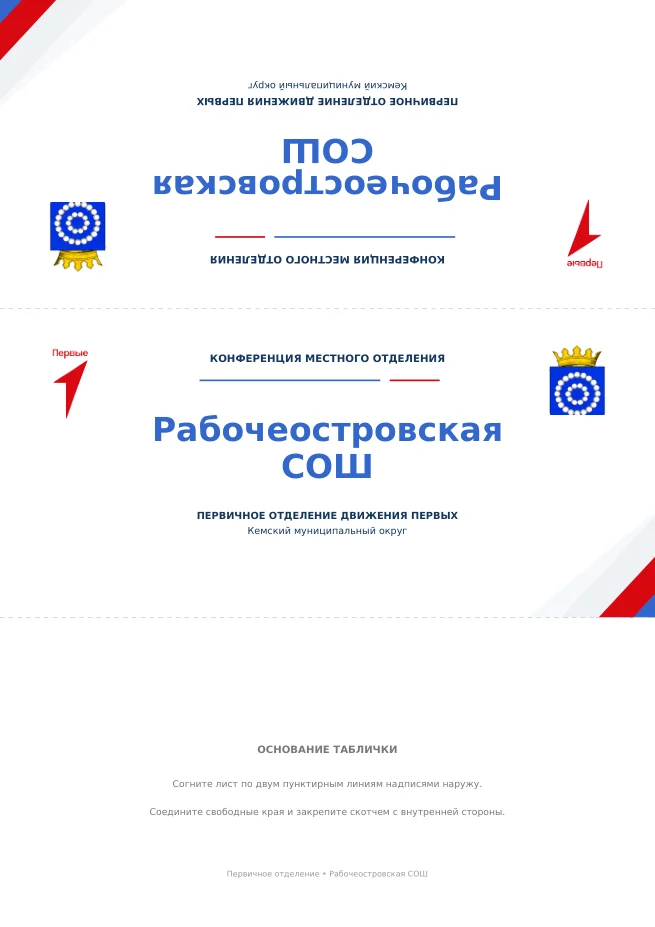 Кемский муниципальный округ
ПЕРВИЧНОЕ ОТДЕЛЕНИЕ ДВИЖЕНИЯ ПЕРВЫХ
Рабочеостровская
СОШ
КОНФЕРЕНЦИЯ МЕСТНОГО ОТДЕЛЕНИЯ
Первые
Первые
КОНФЕРЕНЦИЯ МЕСТНОГО ОТДЕЛЕНИЯ
Рабочеостровская
СОШ
ПЕРВИЧНОЕ ОТДЕЛЕНИЕ ДВИЖЕНИЯ ПЕРВЫХ
Кемский муниципальный округ
ОСНОВАНИЕ ТАБЛИЧКИ
Согните лист по двум пунктирным линиям надписями наружу.
Соедините свободные края и закрепите скотчем с внутренней стороны.
Первичное отделение • Рабочеостровская СОШ